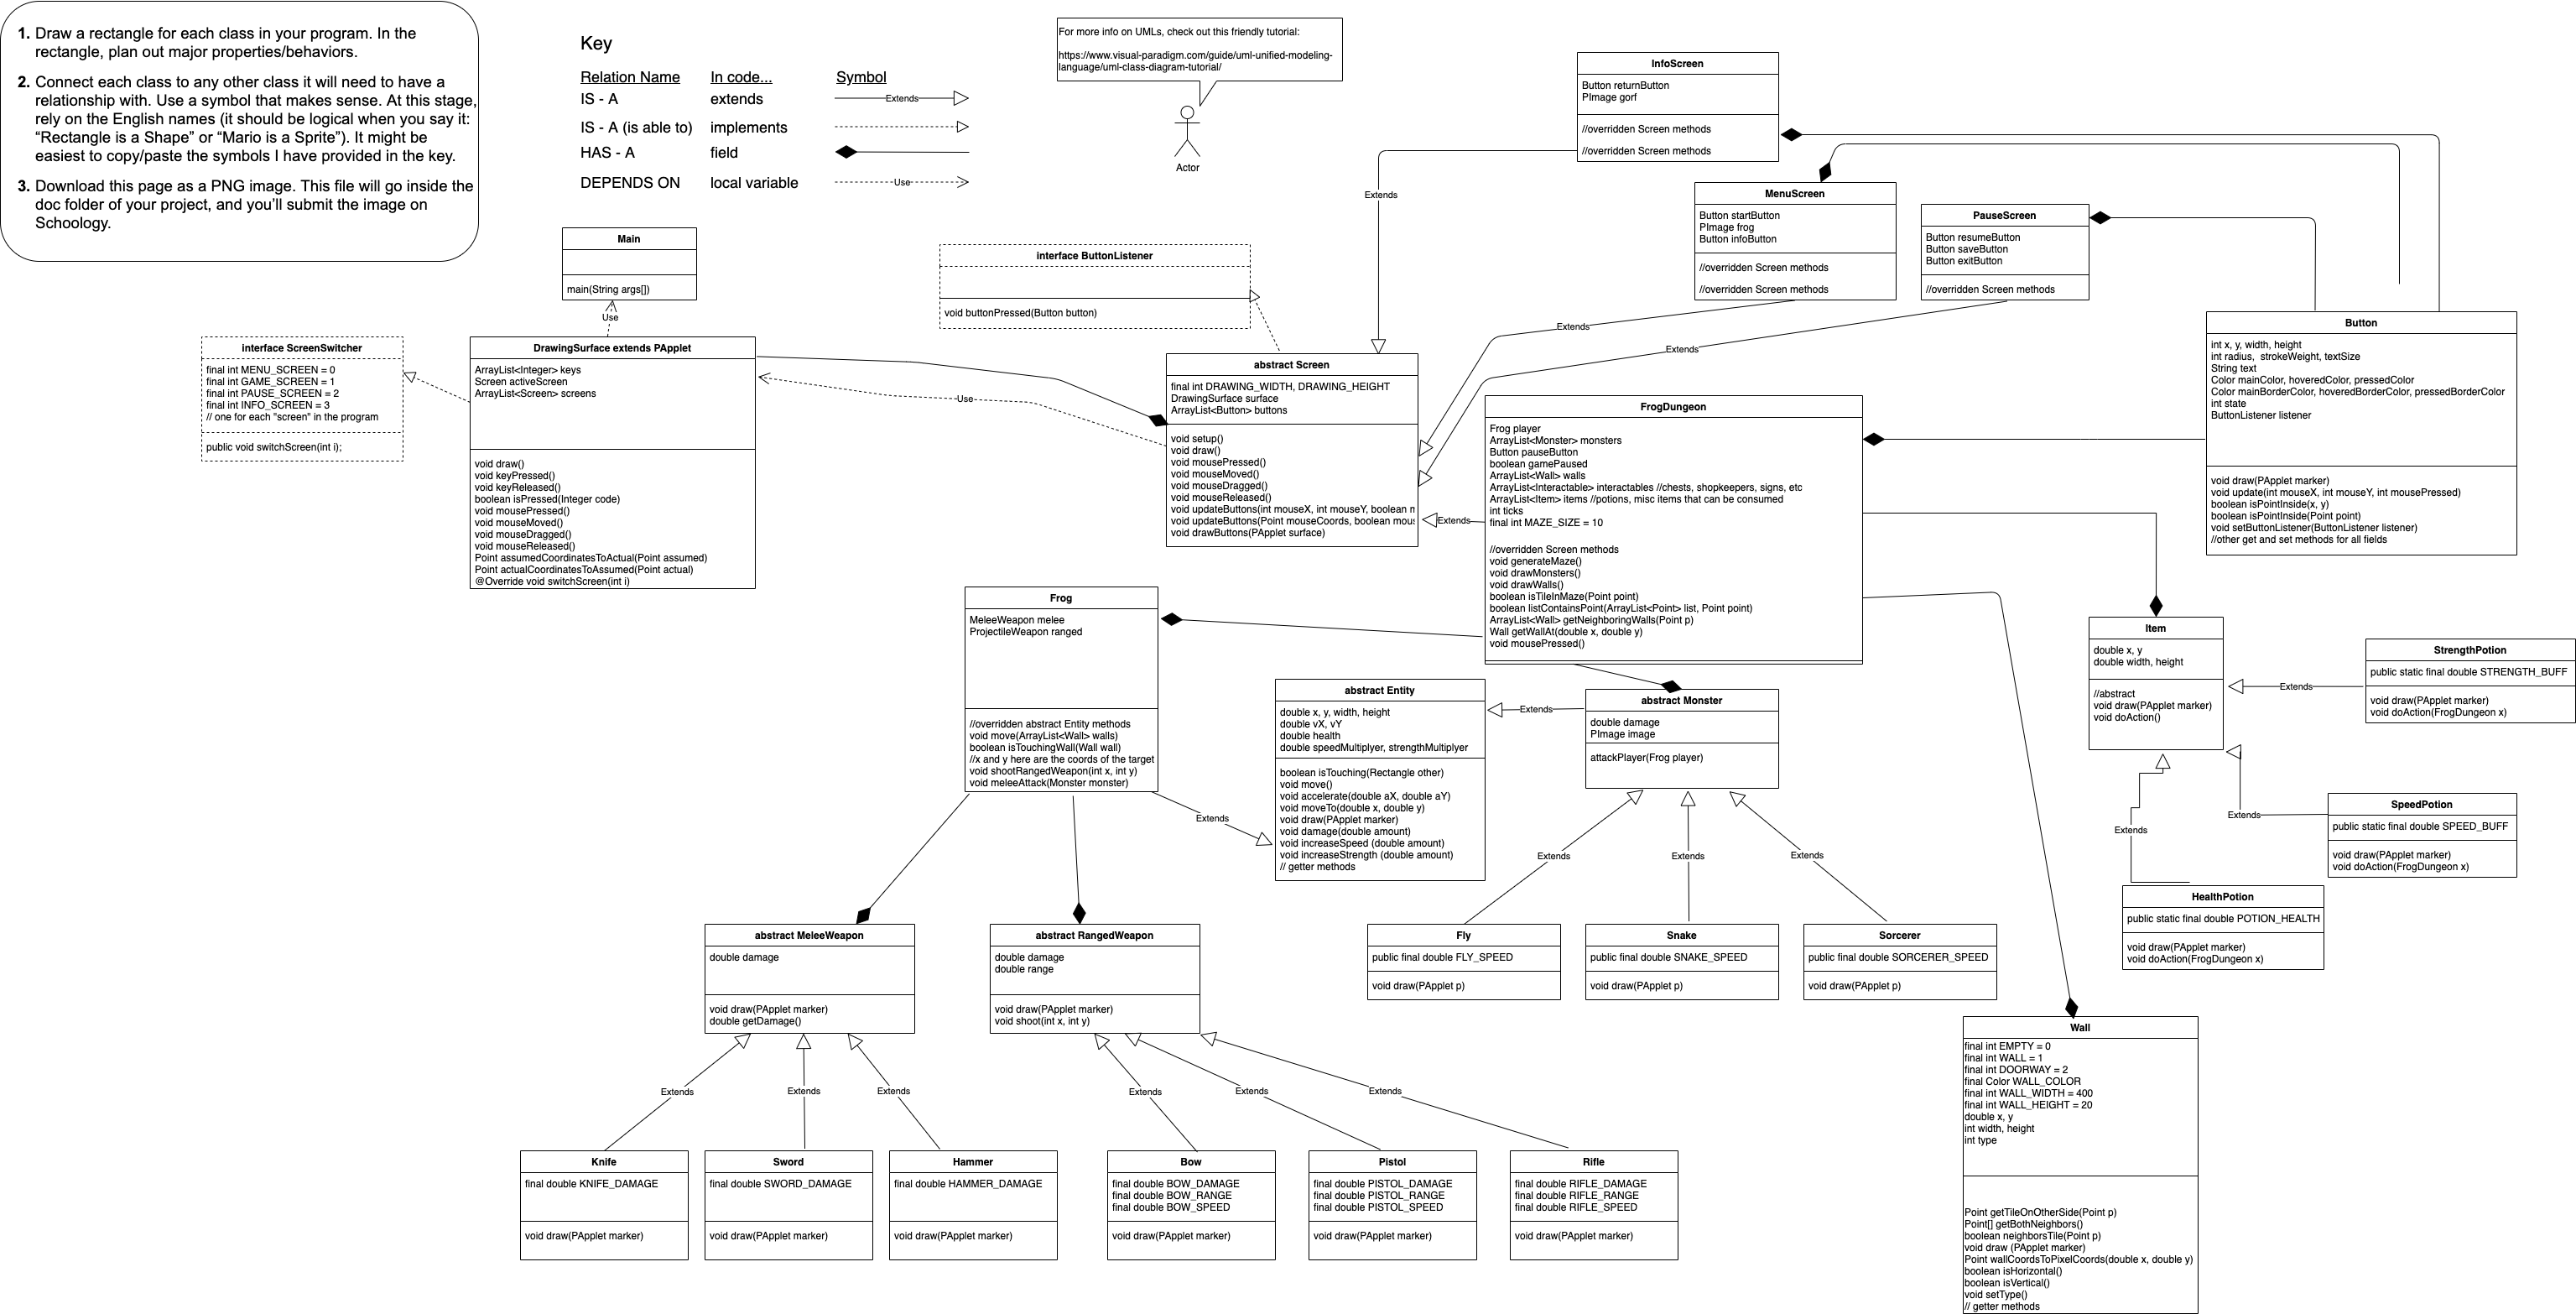 1. Draw a rectangle for each class in your program. In the
rectangle, plan out major properties/behaviors.
2. Connect each class to any other class it will need to have a
relationship with. Use a symbol that makes sense. At this stage,
rely on the English names (it should be logical when you say it:
“Rectangle is a Shape” or “Mario is a Sprite”). It might be
easiest to copy/paste the symbols I have provided in the key.
3. Download this page as a PNG image. This file will go inside the
doc folder of your project, and you’ll submit the image on
Schoology.
Key
Relation Name In code... Symbol
IS - A extends Extends
IS - A (is able to) implements
HAS - A field
DEPENDS ON local variable Use
For more info on UMLs, check out this friendly tutorial:
https://www.visual-paradigm.com/guide/uml-unified-modeling-
language/uml-class-diagram-tutorial/
Actor
InfoScreen
Button returnButton
PImage gorf
//overridden Screen methods
//overridden Screen methods
Extends
MenuScreen
Button startButton
PImage frog
Button infoButton
//overridden Screen methods
//overridden Screen methods
Extends
PauseScreen
Button resumeButton
Button saveButton
Button exitButton
//overridden Screen methods
Extends
Main
main(String args[])
Use
interface ButtonListener
void buttonPressed(Button button)
interface ScreenSwitcher
final int MENU_SCREEN = 0
final int GAME_SCREEN = 1
final int PAUSE_SCREEN = 2
final int INFO_SCREEN = 3
// one for each "screen" in the program
public void switchScreen(int i);
DrawingSurface extends PApplet
ArrayList<Integer> keys
Screen activeScreen
ArrayList<Screen> screens
void draw()
void keyPressed()
void keyReleased()
boolean isPressed(Integer code)
void mousePressed()
void mouseMoved()
void mouseDragged()
void mouseReleased()
Point assumedCoordinatesToActual(Point assumed)
Point actualCoordinatesToAssumed(Point actual)
@Override void switchScreen(int i)
Use
abstract Screen
final int DRAWING_WIDTH, DRAWING_HEIGHT
DrawingSurface surface
ArrayList<Button> buttons
void setup()
void draw()
void mousePressed()
void mouseMoved()
void mouseDragged()
void mouseReleased()
void updateButtons(int mouseX, int mouseY, boolean
void updateButtons(Point mouseCoords, boolean
void drawButtons(PApplet surface)
Extends
FrogDungeon
Frog player
ArrayList<Monster> monsters
Button pauseButton
boolean gamePaused
ArrayList<Wall> walls
ArrayList<Interactable> interactables //chests, shopkeepers, signs, etc
ArrayList<Item> items //potions, misc items that can be consumed
int ticks
final int MAZE_SIZE = 10
//overridden Screen methods
void generateMaze()
void drawMonsters()
void drawWalls()
boolean isTileInMaze(Point point)
boolean listContainsPoint(ArrayList<Point> list, Point point)
ArrayList<Wall> getNeighboringWalls(Point p)
Wall getWallAt(double x, double y)
void mousePressed()
Button
int x, y, width, height
int radius,  strokeWeight, textSize
String text
Color mainColor, hoveredColor, pressedColor
Color mainBorderColor, hoveredBorderColor, pressedBorderColor
int state
ButtonListener listener
void draw(PApplet marker)
void update(int mouseX, int mouseY, int mousePressed)
boolean isPointInside(x, y)
boolean isPointInside(Point point)
void setButtonListener(ButtonListener listener)
//other get and set methods for all fields
Frog
MeleeWeapon melee
ProjectileWeapon ranged
//overridden abstract Entity methods
void move(ArrayList<Wall> walls)
boolean isTouchingWall(Wall wall)
//x and y here are the coords of the target
void shootRangedWeapon(int x, int y)
void meleeAttack(Monster monster)
Extends
abstract Entity
double x, y, width, height
double vX, vY
double health
double speedMultiplyer, strengthMultiplyer
boolean isTouching(Rectangle other)
void move()
void accelerate(double aX, double aY)
void moveTo(double x, double y)
void draw(PApplet marker)
void damage(double amount)
void increaseSpeed (double amount)
void increaseStrength (double amount)
// getter methods
Extends
abstract Monster
double damage
PImage image
attackPlayer(Frog player)
Extends
Extends
Extends
Item
double x, y
double width, height
//abstract
void draw(PApplet marker)
void doAction()
Extends
StrengthPotion
public static final double STRENGTH_BUFF
void draw(PApplet marker)
void doAction(FrogDungeon x)
Extends
SpeedPotion
public static final double SPEED_BUFF
void draw(PApplet marker)
void doAction(FrogDungeon x)
Extends
HealthPotion
public static final double POTION_HEALTH
void draw(PApplet marker)
void doAction(FrogDungeon x)
abstract MeleeWeapon
double damage
void draw(PApplet marker)
double getDamage()
abstract RangedWeapon
double damage
double range
void draw(PApplet marker)
void shoot(int x, int y)
Fly
public final double FLY_SPEED
void draw(PApplet p)
Snake
public final double SNAKE_SPEED
void draw(PApplet p)
Sorcerer
public final double SORCERER_SPEED
void draw(PApplet p)
Wall
final int EMPTY = 0
final int WALL = 1
final int DOORWAY = 2
final Color WALL_COLOR
final int WALL_WIDTH = 400
final int WALL_HEIGHT = 20
double x, y
int width, height
int type
Point getTileOnOtherSide(Point p)
Point[] getBothNeighbors()
boolean neighborsTile(Point p)
void draw (PApplet marker)
Point wallCoordsToPixelCoords(double x, double y)
boolean isHorizontal()
boolean isVertical()
void setType()
// getter methods
Extends
Extends
Extends
Extends
Extends
Extends
Knife
final double KNIFE_DAMAGE
void draw(PApplet marker)
Sword
final double SWORD_DAMAGE
void draw(PApplet marker)
Hammer
final double HAMMER_DAMAGE
void draw(PApplet marker)
Bow
final double BOW_DAMAGE
final double BOW_RANGE
final double BOW_SPEED
void draw(PApplet marker)
Pistol
final double PISTOL_DAMAGE
final double PISTOL_RANGE
final double PISTOL_SPEED
void draw(PApplet marker)
Rifle
final double RIFLE_DAMAGE
final double RIFLE_RANGE
final double RIFLE_SPEED
void draw(PApplet marker)